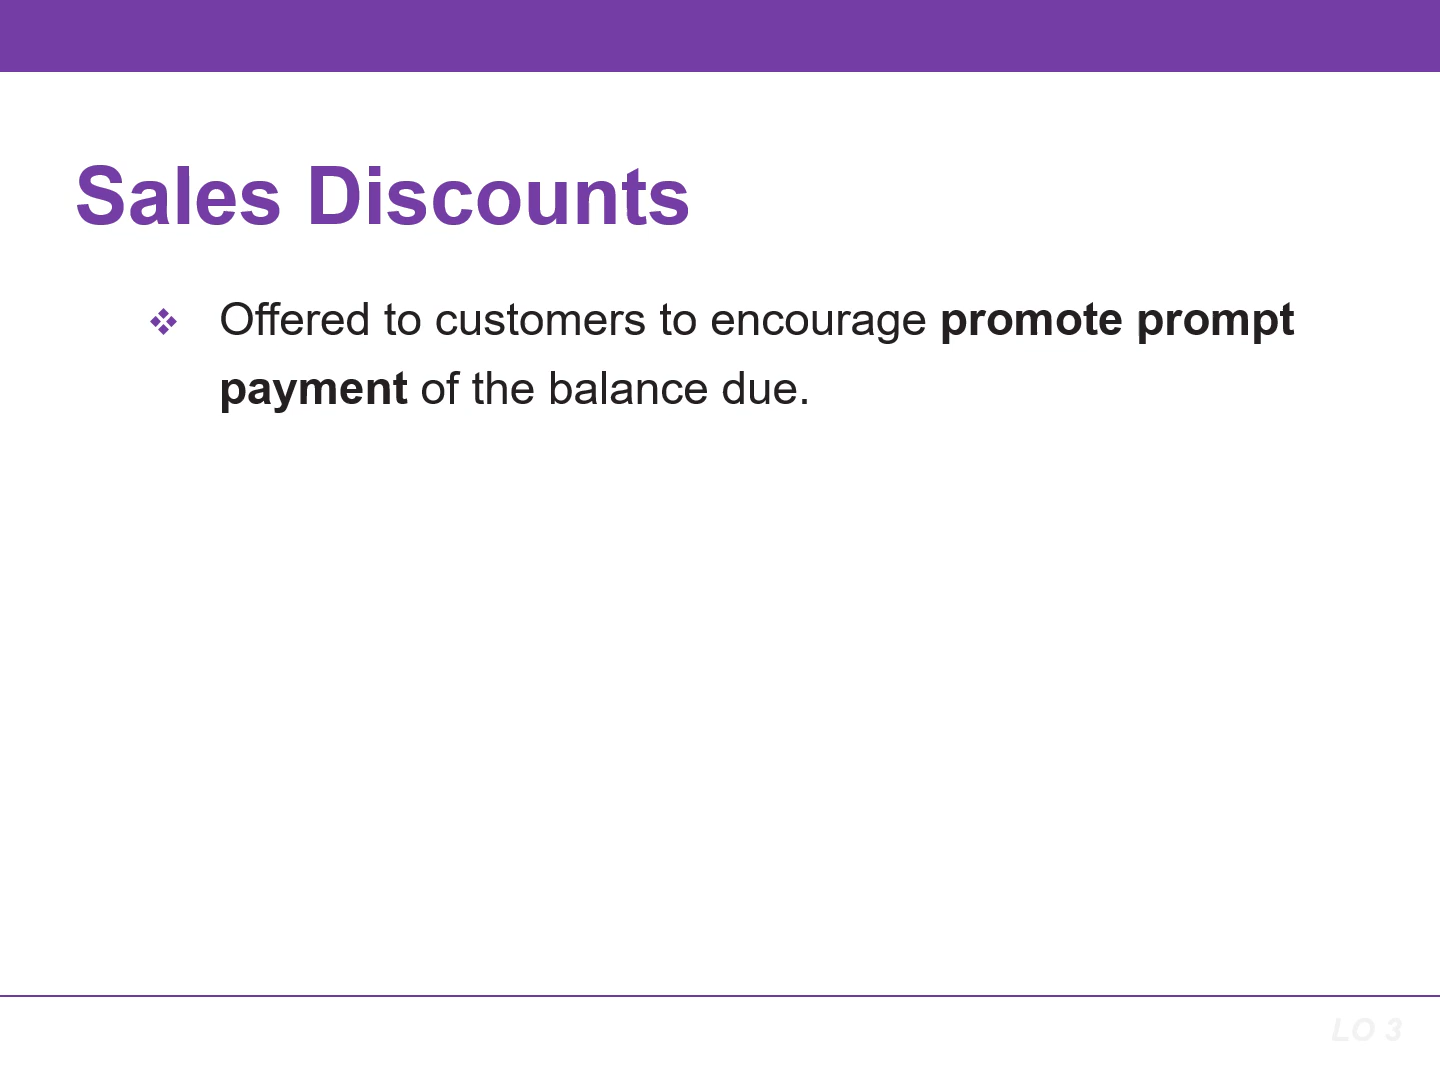 Sales Discounts
❖ Offered to customers to encourage promote prompt
payment of the balance due.
LO 3